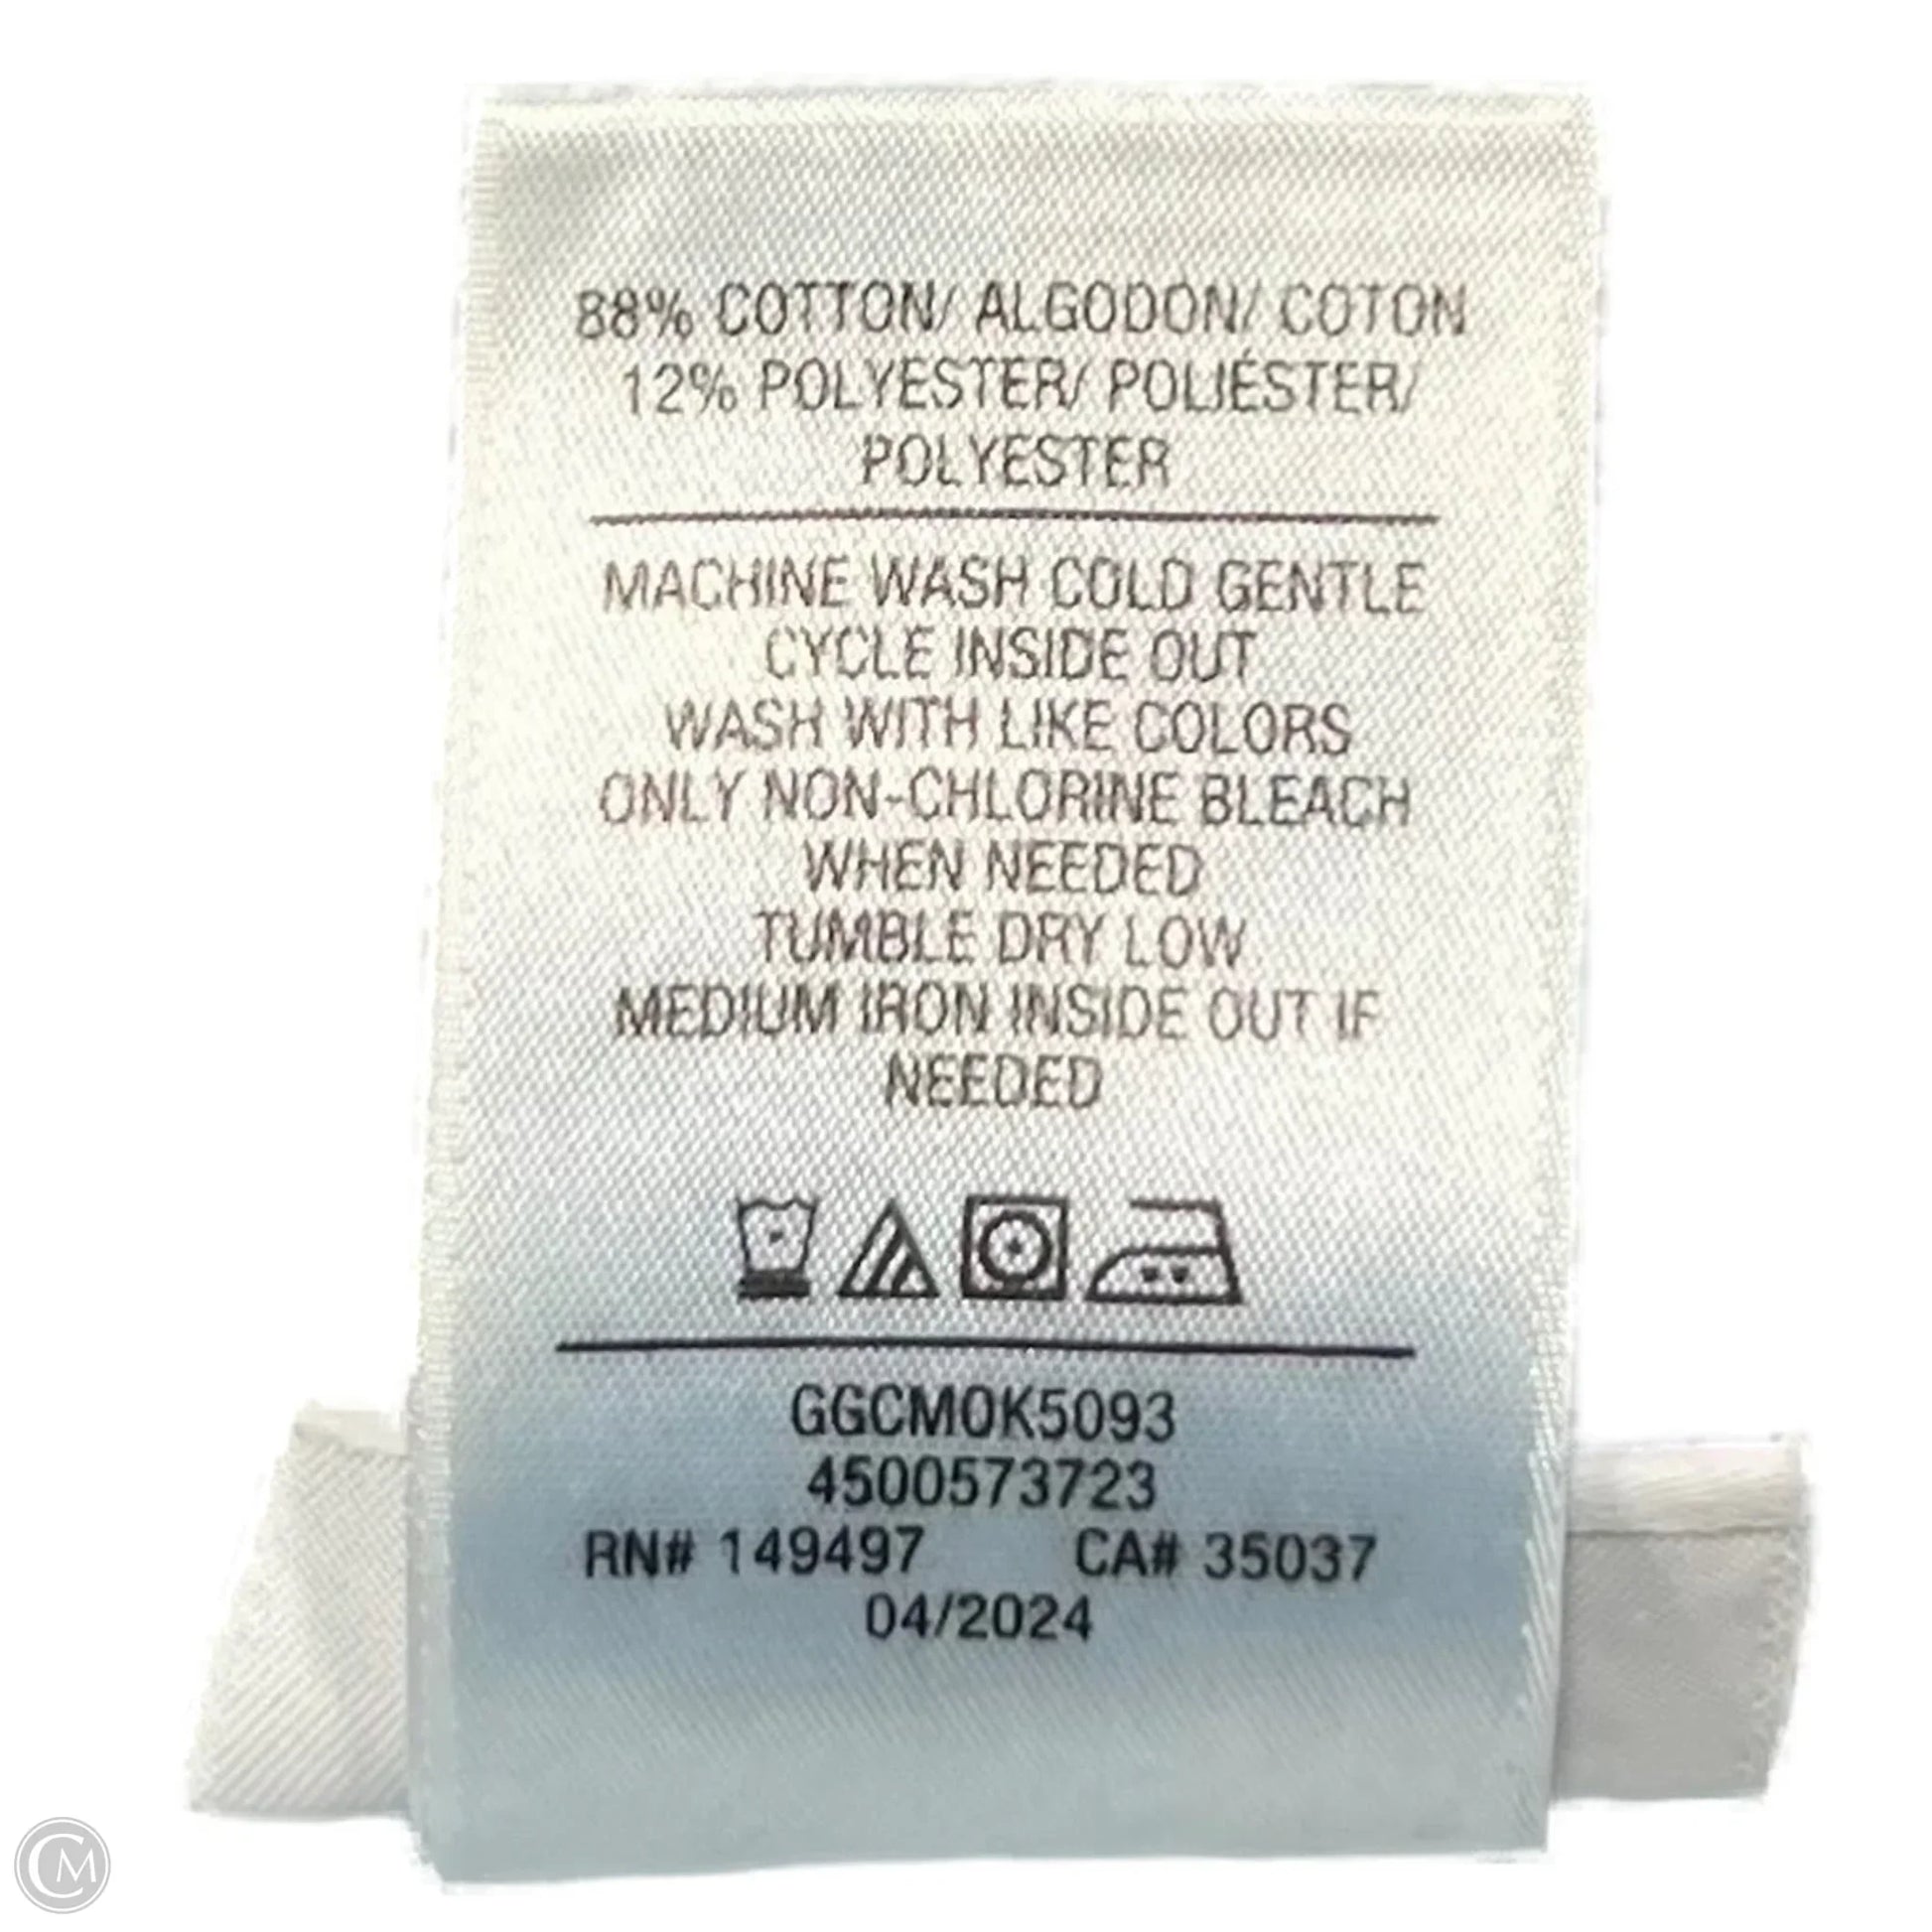 88% COTTON/ ALGODON/ COTON
12% POLYESTER/ POLIÉSTER/
POLYESTER
MACHINE WASH COLD GENTLE
CYCLE INSIDE OUT
WASH WITH LIKE COLORS
ONLY NON-CHLORINE BLEACH
WHEN NEEDED
TUMBLE DRY LOW
MEDIUM IRON INSIDE OUT IF
NEEDED
GGCMOK5093
4500573723
RN# 149497 CA# 35037
04/2024
CM